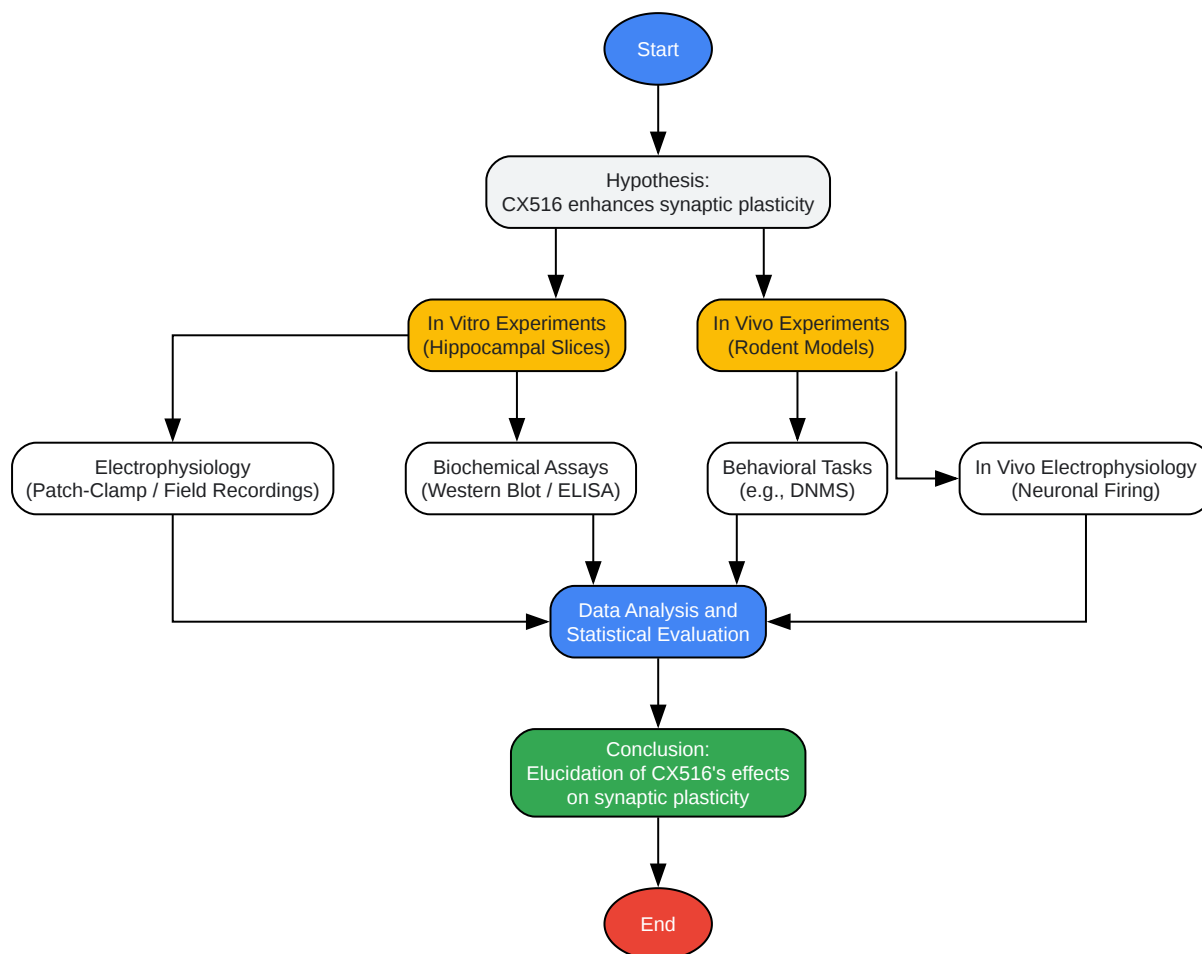 Start
Hypothesis:
CX516 enhances synaptic plasticity
In Vitro Experiments
(Hippocampal Slices)
In Vivo Experiments
(Rodent Models)
Electrophysiology
(Patch-Clamp / Field Recordings)
Biochemical Assays
(Western Blot / ELISA)
Behavioral Tasks
(e.g., DNMS)
In Vivo Electrophysiology
(Neuronal Firing)
Data Analysis and
Statistical Evaluation
Conclusion:
Elucidation of CX516's effects
on synaptic plasticity
End